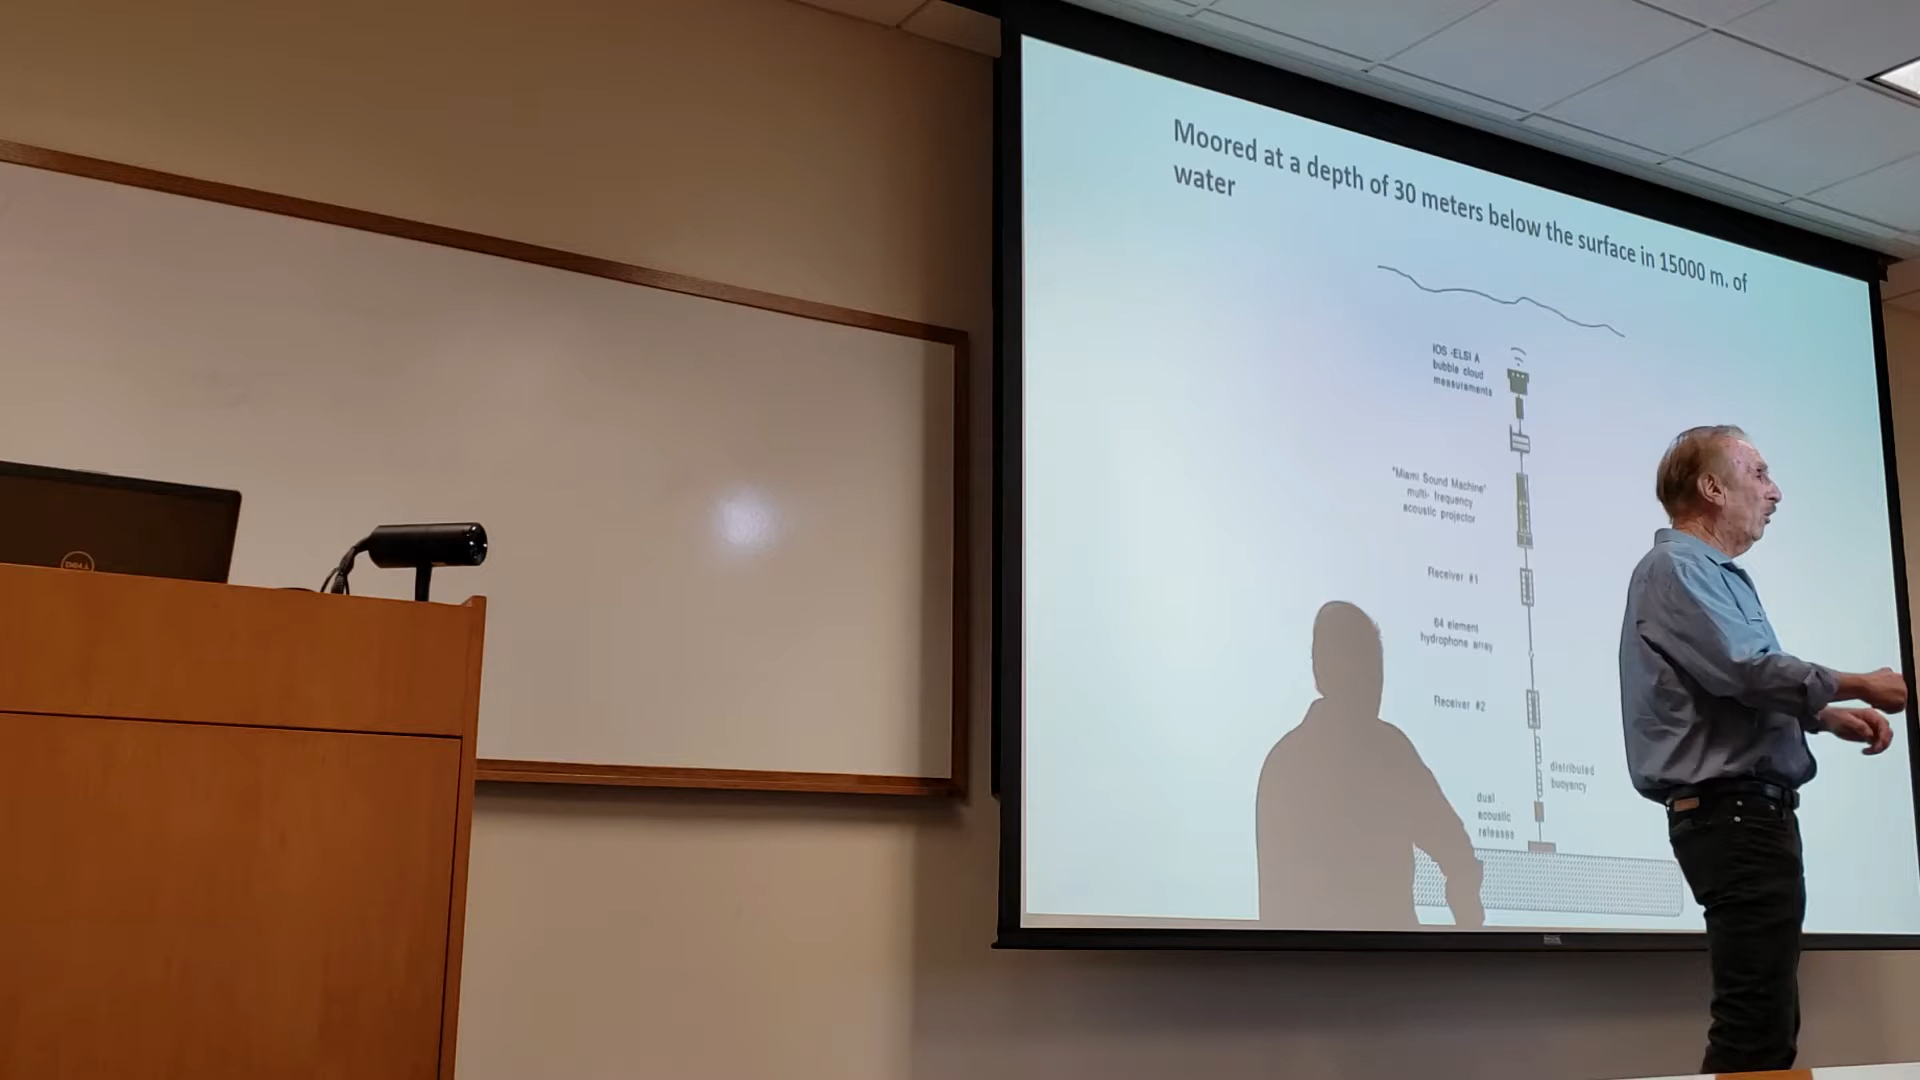 Moored at a depth of 30 meters below the surface in 15000 m. of
water
IOS -ELSI A
bubble cloud
measurements
"Miami Sound Machine"
multi- frequency
acoustic projector
Receiver #1
64 element
hydrophone array
Receiver #2
distributed
buoyancy
dual
acoustic
releases
DELL